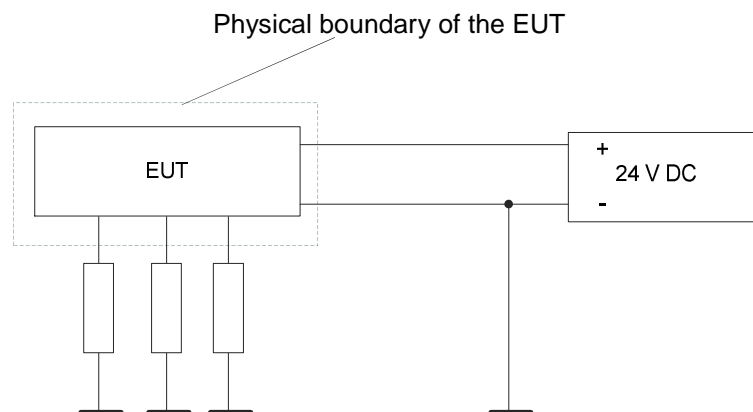 Physical boundary of the EUT
EUT
+
24 V DC
-